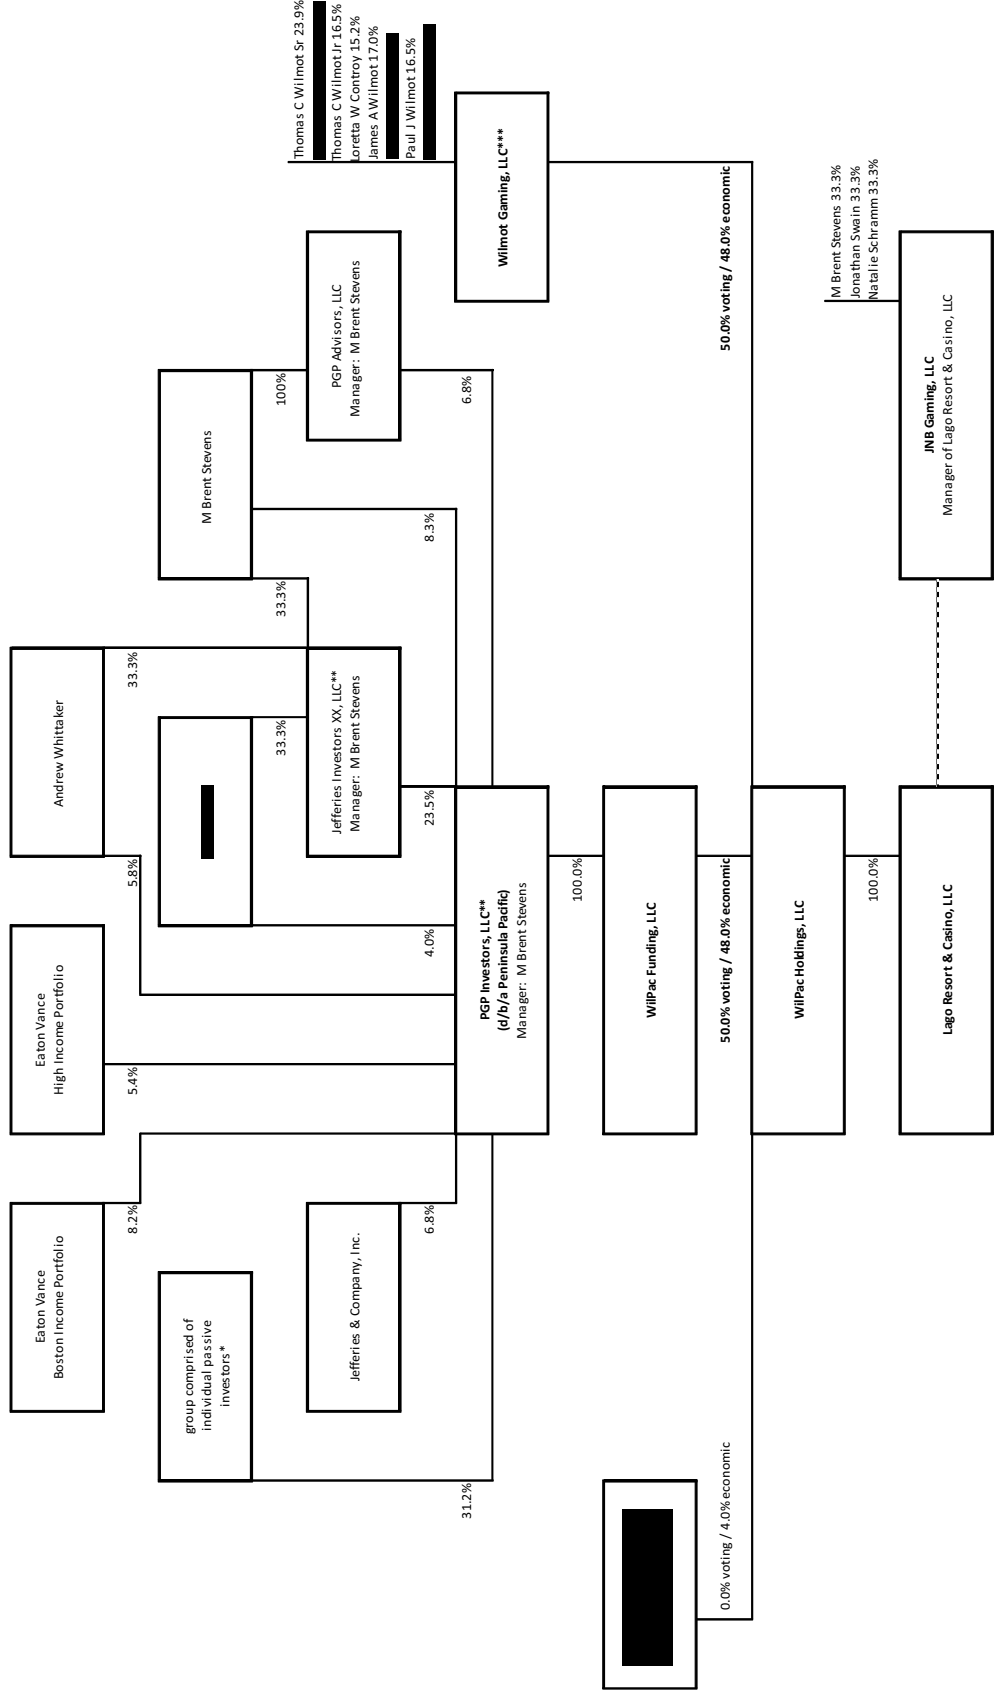 Eaton Vance
Boston Income Portfolio
Eaton Vance
High Income Portfolio
Andrew Whittaker
8.2%
5.4%
5.8%
33.3%
group comprised of
individual passive
investors*
M Brent Stevens
33.3%
33.3%
100%
Thomas C Wilmot Sr 23.9%
Thomas C Wilmot Jr 16.5%
Loretta W Controy 15.2%
James A Wilmot 17.0%
Paul J Wilmot 16.5%
Jefferies & Company, Inc.
Jefferies Investors XX, LLC**
Manager: M Brent Stevens
PGP Advisors, LLC
Manager: M Brent Stevens
31.2%
6.8%
4.0%
23.5%
8.3%
6.8%
PGP Investors, LLC**
(d/b/a Peninsula Pacific)
Manager: M Brent Stevens
Wilmot Gaming, LLC***
100.0%
WilPac Funding, LLC
0.0% voting / 4.0% economic
50.0% voting / 48.0% economic
50.0% voting / 48.0% economic
WilPac Holdings, LLC
100.0%
M Brent Stevens 33.3%
Jonathan Swain 33.3%
Natalie Schramm 33.3%
Lago Resort & Casino, LLC
JNB Gaming, LLC
Manager of Lago Resort & Casino, LLC